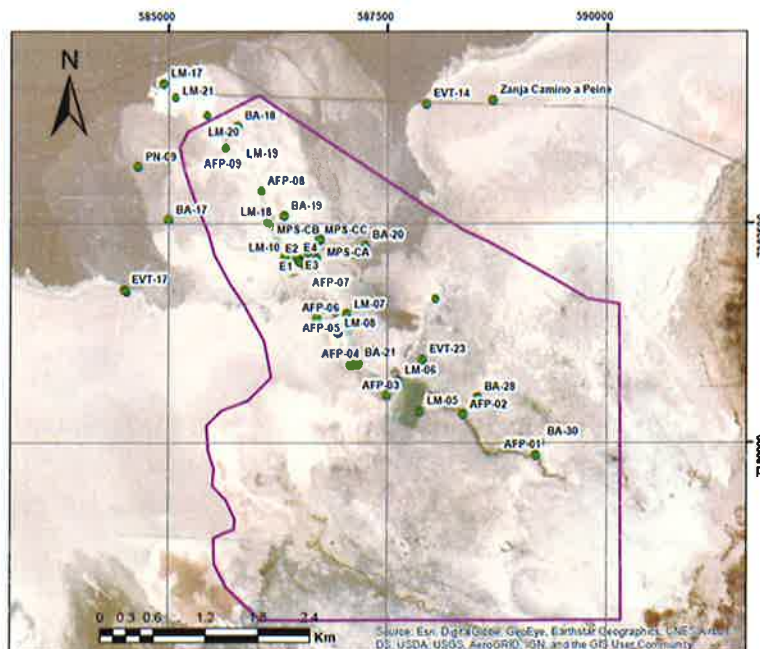 585000 587500 590000
N
LM-17
LM-21
EVT-14
Zanja Camino a Peine
BA-18
LM-20
LM-19
AFP-09
PN-09
AFP-08
BA-19
BA-17
LM-18
MPS-CB MPS-CC
BA-20
LM-10 E2 E4 MPS-CA
E1 E3
AFP-07
EVT-17
AFP-06 LM-07
AFP-05 LM-08
AFP-04 BA-21
EVT-23
LM-06
AFP-03
BA-28
LM-05 AFP-02
BA-30
AFP-01
0 0.3 0.6 1.2 1.8 2.4
Km
Source: Esri, DigitalGlobe, GeoEye, Earthstar Geographics, CNES/Airbus
DS, USDA, USGS, AeroGRID, IGN, and the GIS User Community